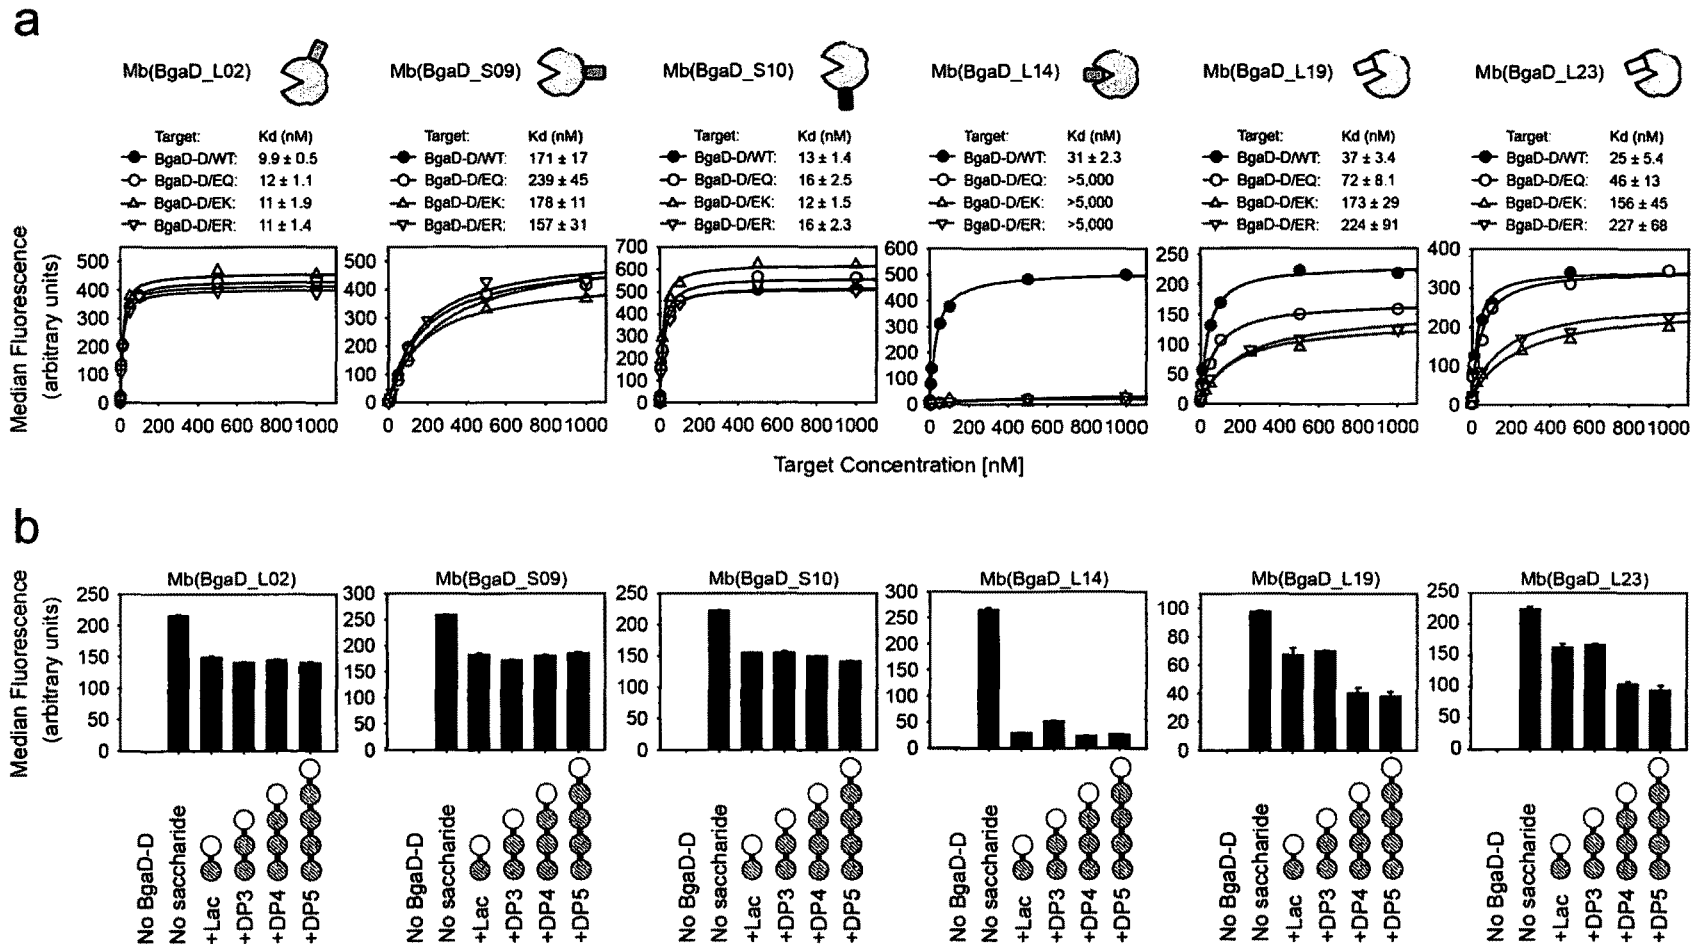 a
Mb(BgaD_L02)
Mb(BgaD_S09)
Mb(BgaD_S10)
Mb(BgaD_L14)
Mb(BgaD_L19)
Mb(BgaD_L23)
Target: Kd (nM)
BgaD-D/WT: 9.9 ± 0.5
BgaD-D/EQ: 12 ± 1.1
BgaD-D/EK: 11 ± 1.9
BgaD-D/ER: 11 ± 1.4
Target: Kd (nM)
BgaD-D/WT: 171 ± 17
BgaD-D/EQ: 239 ± 45
BgaD-D/EK: 178 ± 11
BgaD-D/ER: 157 ± 31
Target: Kd (nM)
BgaD-D/WT: 13 ± 1.4
BgaD-D/EQ: 16 ± 2.5
BgaD-D/EK: 12 ± 1.5
BgaD-D/ER: 16 ± 2.3
Target: Kd (nM)
BgaD-D/WT: 31 ± 2.3
BgaD-D/EQ: >5,000
BgaD-D/EK: >5,000
BgaD-D/ER: >5,000
Target: Kd (nM)
BgaD-D/WT: 37 ± 3.4
BgaD-D/EQ: 72 ± 8.1
BgaD-D/EK: 173 ± 29
BgaD-D/ER: 224 ± 91
Target: Kd (nM)
BgaD-D/WT: 25 ± 5.4
BgaD-D/EQ: 46 ± 13
BgaD-D/EK: 156 ± 45
BgaD-D/ER: 227 ± 68
Median Fluorescence
(arbitrary units)
500
400
300
200
100
0
0 200 400 600 800 1000
500
400
300
200
100
0
0 200 400 600 800 1000
700
600
500
400
300
200
100
0
0 200 400 600 800 1000
600
500
400
300
200
100
0
0 200 400 600 800 1000
250
200
150
100
50
0
0 200 400 600 800 1000
400
300
200
100
0
0 200 400 600 800 1000
Target Concentration [nM]
b
Median Fluorescence
(arbitrary units)
Mb(BgaD_L02)
250
200
150
100
50
0
No BgaD-D
No saccharide
+Lac
+DP3
+DP4
+DP5
Mb(BgaD_S09)
300
250
200
150
100
50
0
No BgaD-D
No saccharide
+Lac
+DP3
+DP4
+DP5
Mb(BgaD_S10)
250
200
150
100
50
0
No BgaD-D
No saccharide
+Lac
+DP3
+DP4
+DP5
Mb(BgaD_L14)
300
250
200
150
100
50
0
No BgaD-D
No saccharide
+Lac
+DP3
+DP4
+DP5
Mb(BgaD_L19)
100
80
60
40
20
0
No BgaD-D
No saccharide
+Lac
+DP3
+DP4
+DP5
Mb(BgaD_L23)
250
200
150
100
50
0
No BgaD-D
No saccharide
+Lac
+DP3
+DP4
+DP5